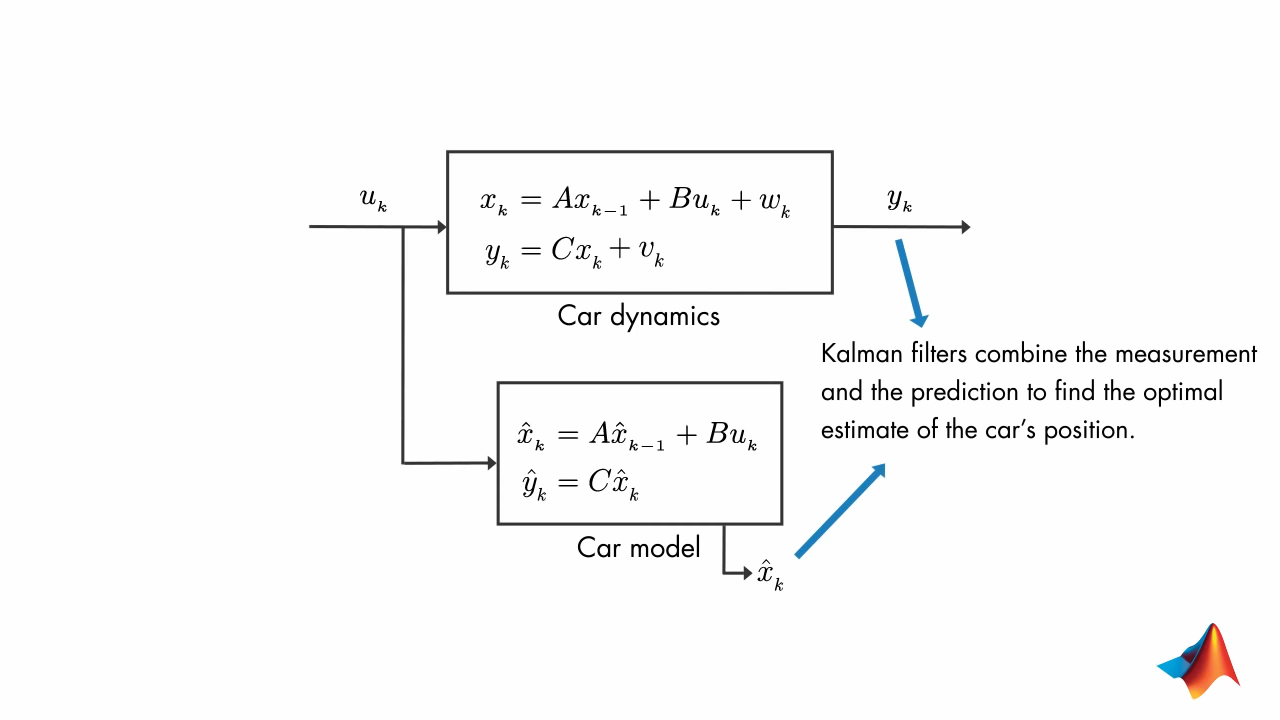 u_k
x_k = Ax_{k-1} + Bu_k + w_k
y_k = Cx_k + v_k
y_k
Car dynamics
Kalman filters combine the measurement
and the prediction to find the optimal
estimate of the car's position.
x̂_k = Ax̂_{k-1} + Bu_k
ŷ_k = Cx̂_k
Car model
x̂_k